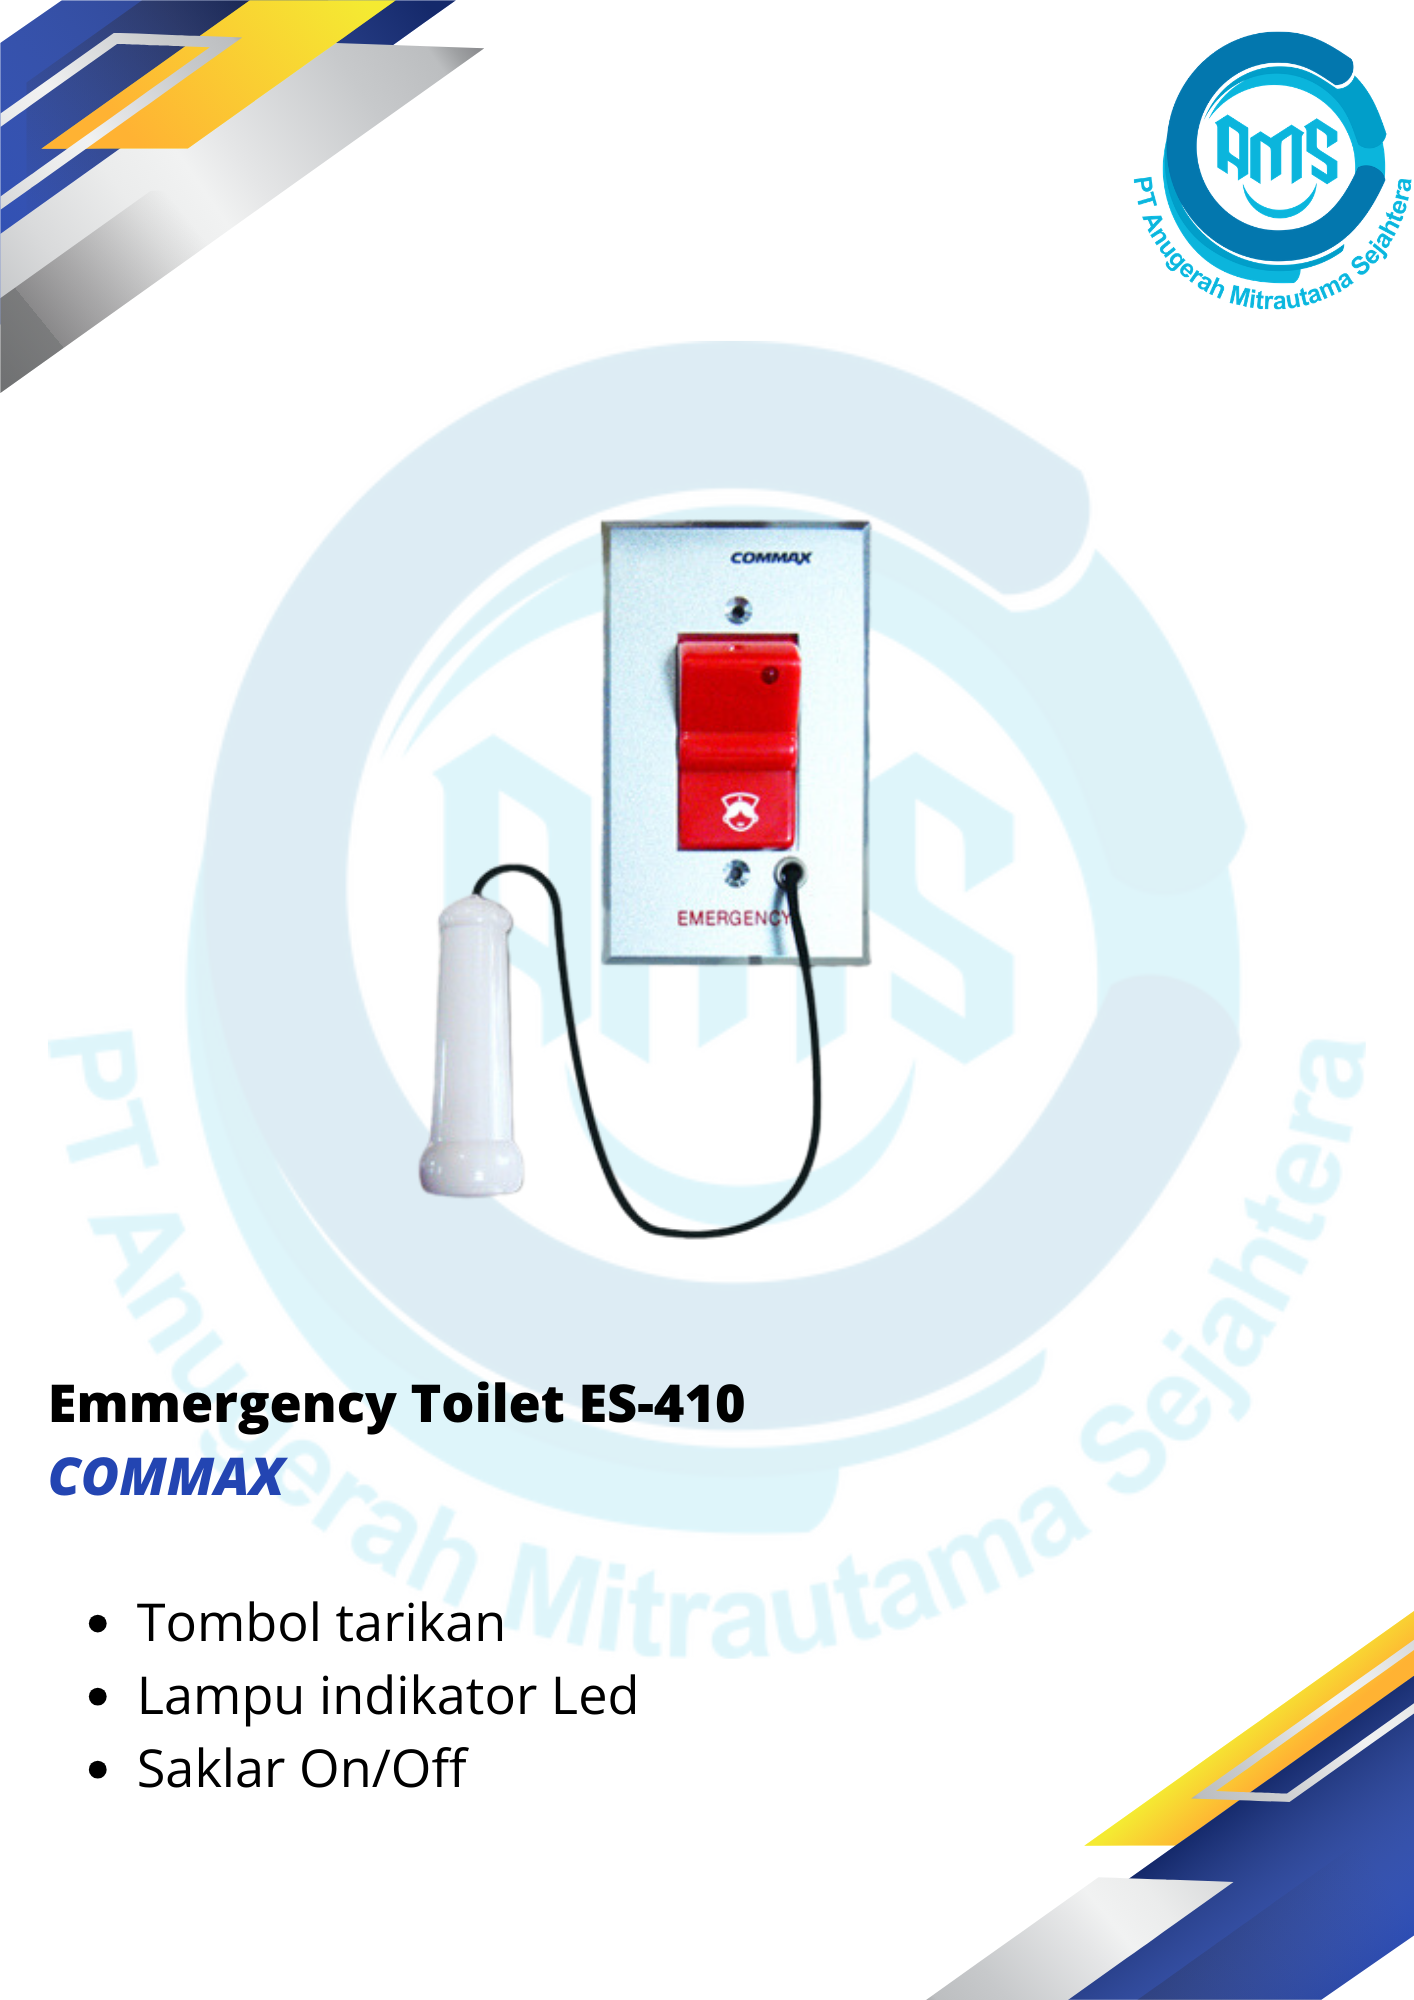 AMS
PT Anugerah Mitrautama Sejahtera
COMMAX
EMERGENCY
AMS
PT Anugerah Mitrautama Sejahtera
Emmergency Toilet ES-410
COMMAX
• Tombol tarikan
• Lampu indikator Led
• Saklar On/Off